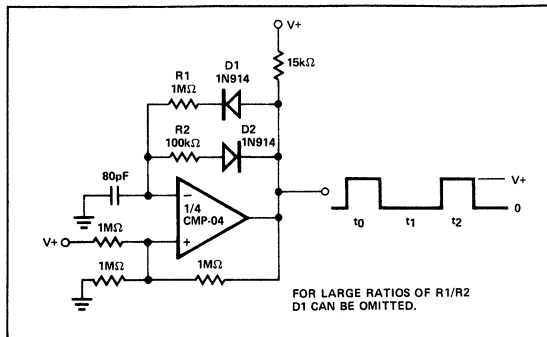 V+
15kΩ
R1
1MΩ
D1
1N914
R2
100kΩ
D2
1N914
80pF
−
1/4
CMP-04
+
V+
1MΩ
1MΩ
1MΩ
V+
0
t0
t1
t2
FOR LARGE RATIOS OF R1/R2
D1 CAN BE OMITTED.